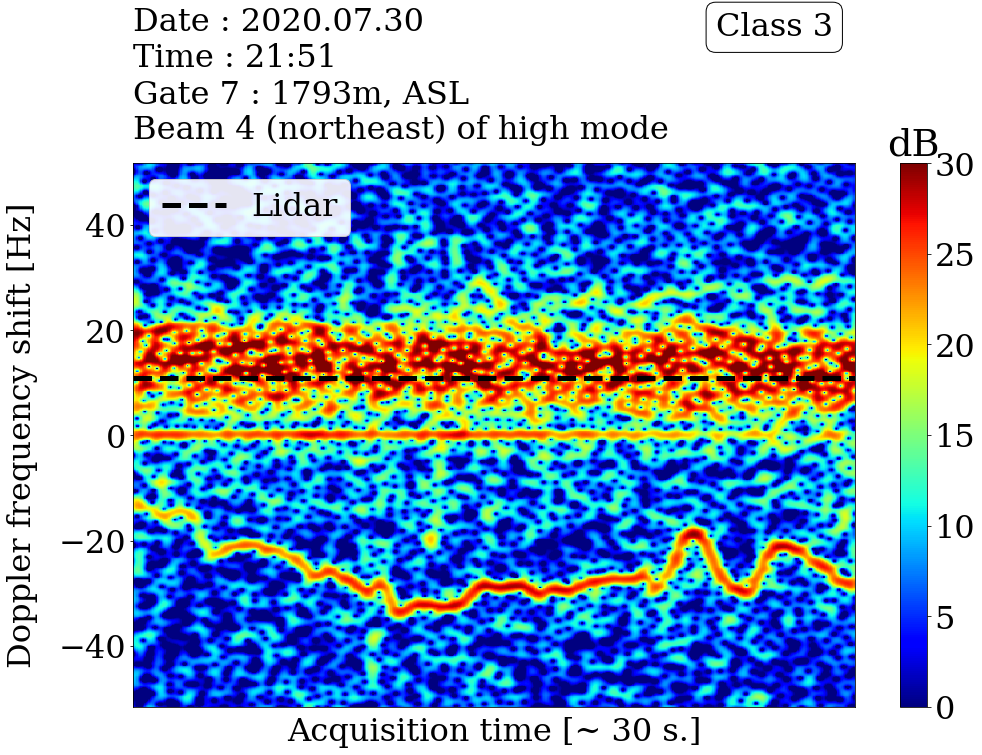 Date : 2020.07.30
Time : 21:51
Gate 7 : 1793m, ASL
Beam 4 (northeast) of high mode
Class 3
dB
Lidar
Doppler frequency shift [Hz]
40
20
0
−20
−40
30
25
20
15
10
5
0
Acquisition time [~ 30 s.]